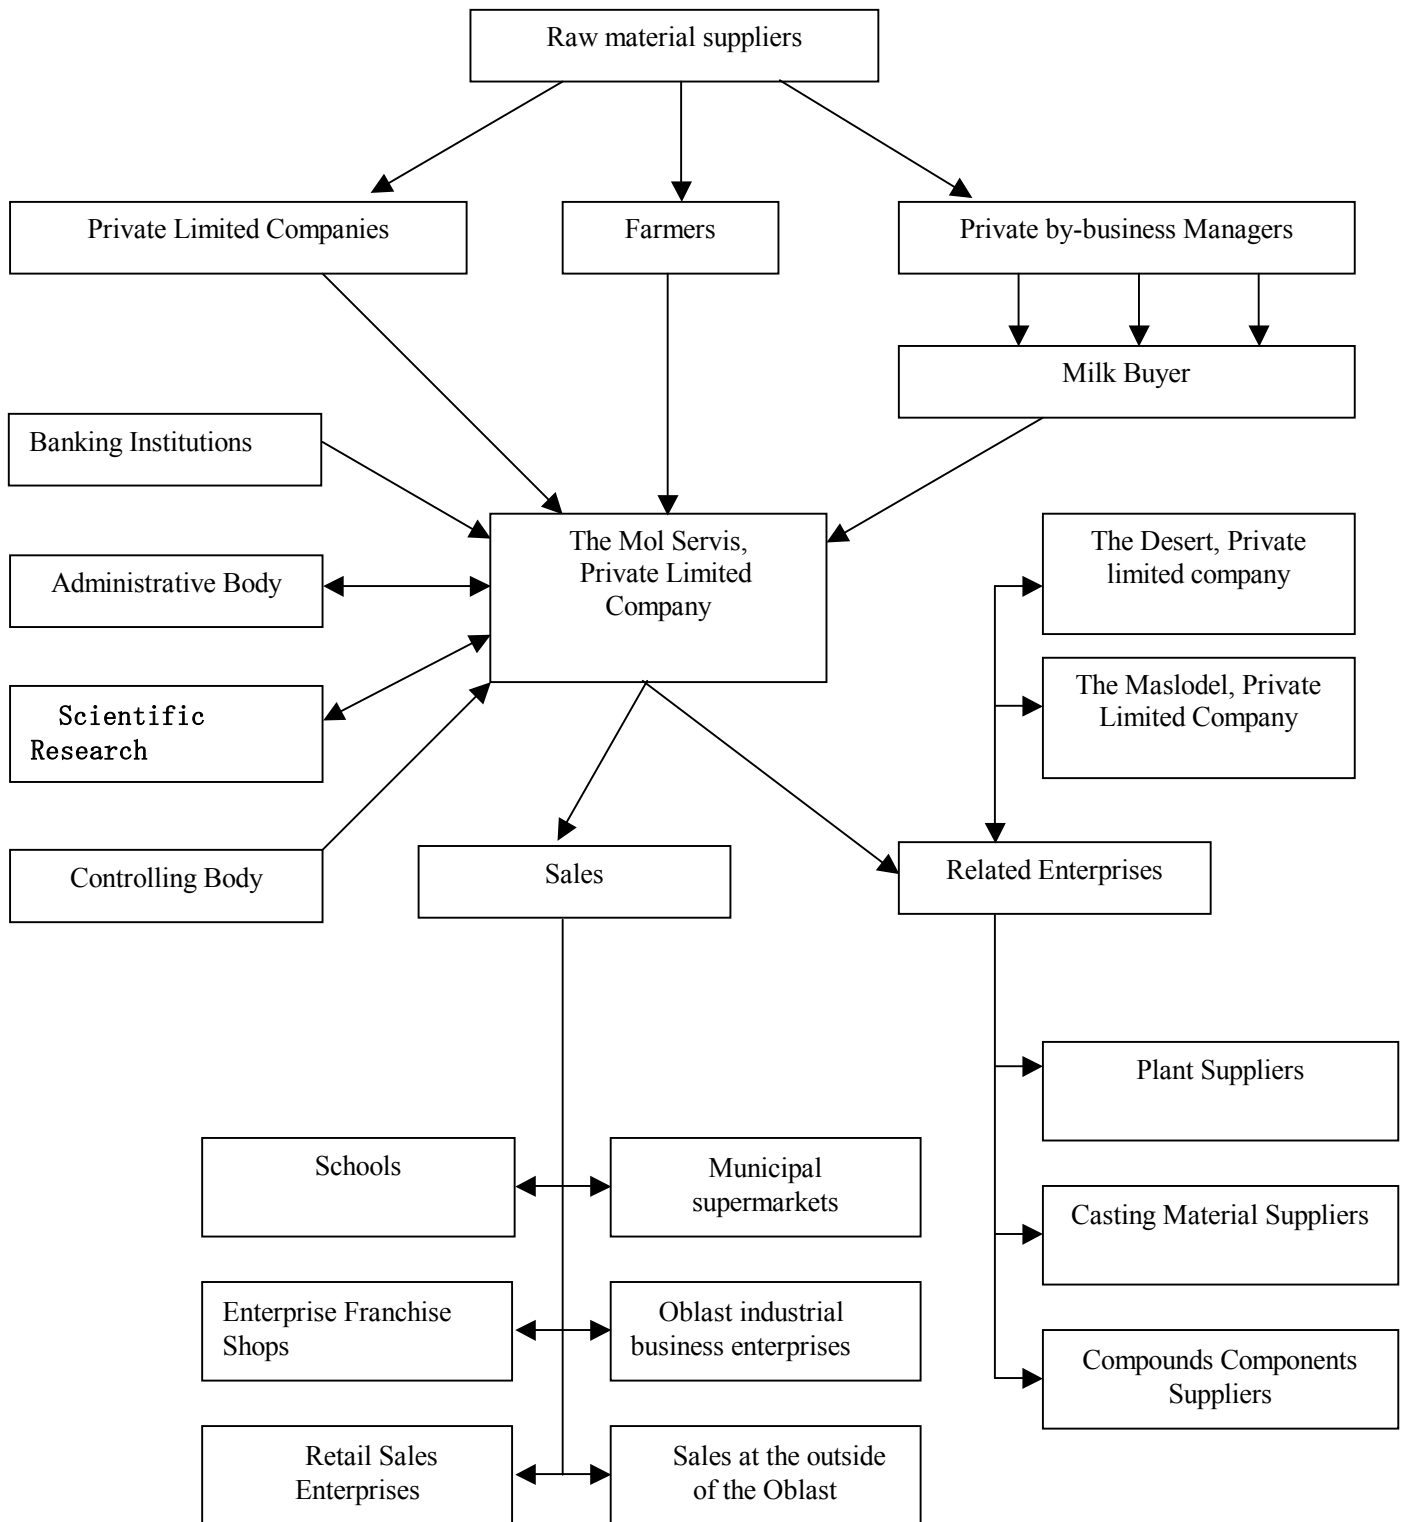 Raw material suppliers
Private Limited Companies
Farmers
Private by-business Managers
Milk Buyer
Banking Institutions
The Mol Servis,
Private Limited
Company
The Desert, Private
limited company
Administrative Body
The Maslodel, Private
Limited Company
Scientific
Research
Controlling Body
Sales
Related Enterprises
Plant Suppliers
Schools
Municipal
supermarkets
Casting Material Suppliers
Enterprise Franchise
Shops
Oblast industrial
business enterprises
Compounds Components
Suppliers
Retail Sales
Enterprises
Sales at the outside
of the Oblast